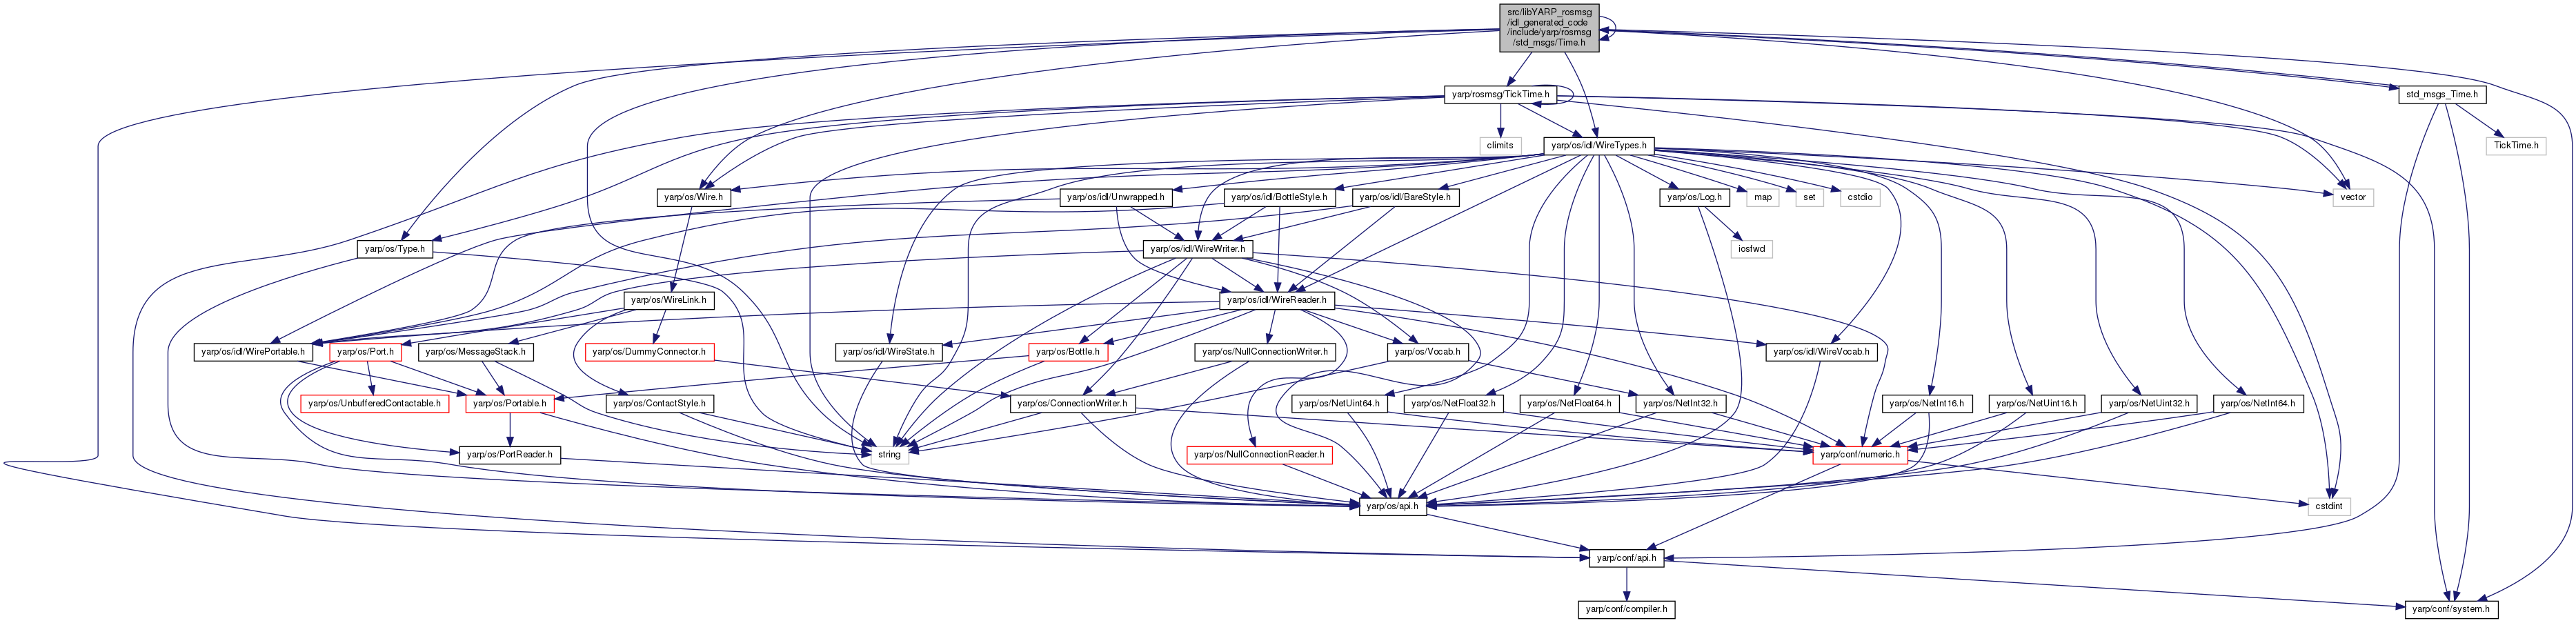 src/libYARP_rosmsg
/idl_generated_code
/include/yarp/rosmsg
/std_msgs/Time.h
yarp/rosmsg/TickTime.h
std_msgs_Time.h
climits
yarp/os/idl/WireTypes.h
TickTime.h
yarp/os/Wire.h
yarp/os/idl/Unwrapped.h
yarp/os/idl/BottleStyle.h
yarp/os/idl/BareStyle.h
yarp/os/Log.h
map
set
cstdio
vector
yarp/os/Type.h
yarp/os/idl/WireWriter.h
iosfwd
yarp/os/WireLink.h
yarp/os/idl/WireReader.h
yarp/os/idl/WirePortable.h
yarp/os/Port.h
yarp/os/MessageStack.h
yarp/os/DummyConnector.h
yarp/os/idl/WireState.h
yarp/os/Bottle.h
yarp/os/NullConnectionWriter.h
yarp/os/Vocab.h
yarp/os/idl/WireVocab.h
yarp/os/UnbufferedContactable.h
yarp/os/Portable.h
yarp/os/ContactStyle.h
yarp/os/ConnectionWriter.h
yarp/os/NetUint64.h
yarp/os/NetFloat32.h
yarp/os/NetFloat64.h
yarp/os/NetInt32.h
yarp/os/NetInt16.h
yarp/os/NetUint16.h
yarp/os/NetUint32.h
yarp/os/NetInt64.h
yarp/os/PortReader.h
string
yarp/os/NullConnectionReader.h
yarp/conf/numeric.h
yarp/os/api.h
cstdint
yarp/conf/api.h
yarp/conf/compiler.h
yarp/conf/system.h